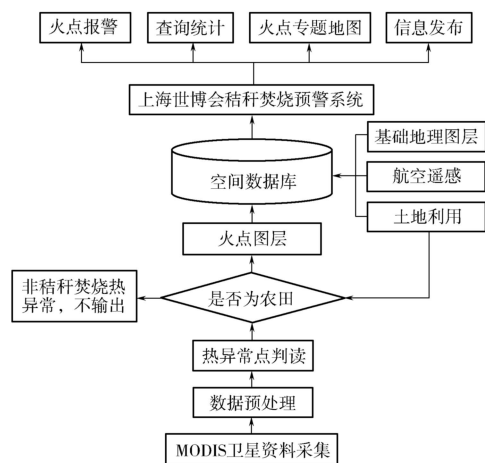 火点报警
查询统计
火点专题地图
信息发布
上海世博会秸秆焚烧预警系统
基础地理图层
空间数据库
航空遥感
土地利用
火点图层
非秸秆焚烧热
异常，不输出
是否为农田
热异常点判读
数据预处理
MODIS卫星资料采集